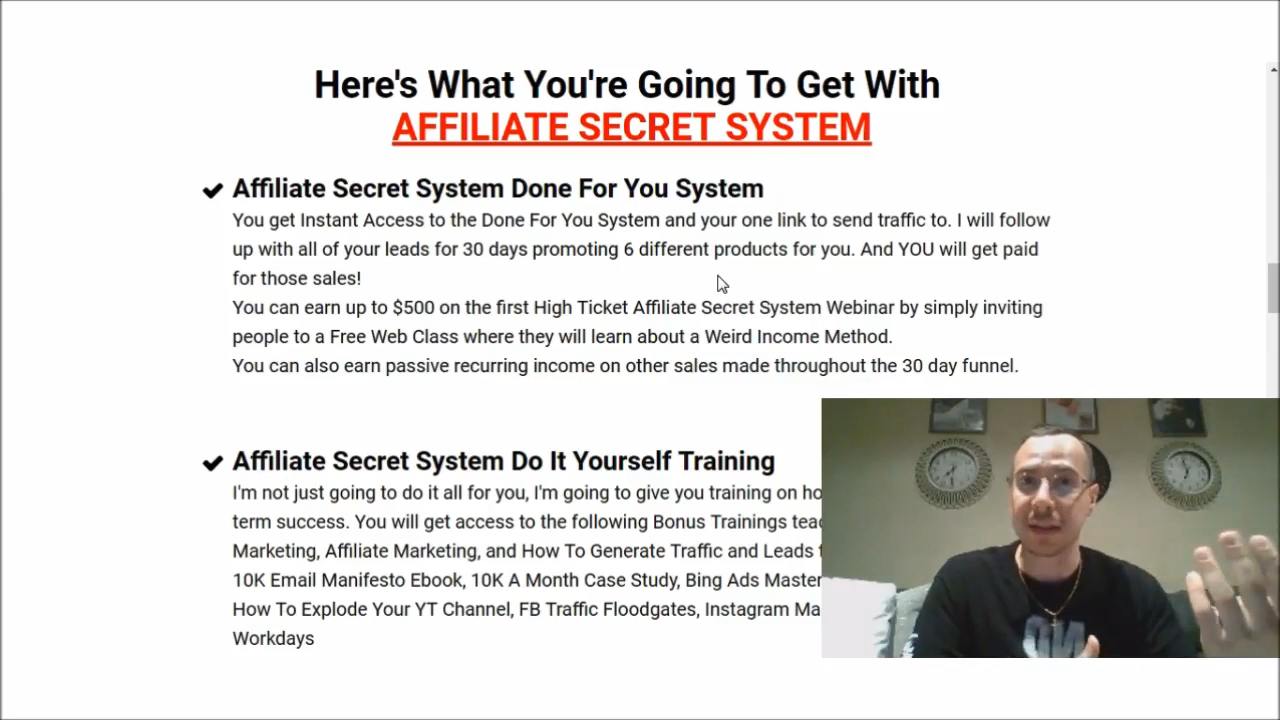 Here's What You're Going To Get With
AFFILIATE SECRET SYSTEM
Affiliate Secret System Done For You System
You get Instant Access to the Done For You System and your one link to send traffic to. I will follow
up with all of your leads for 30 days promoting 6 different products for you. And YOU will get paid
for those sales!
You can earn up to $500 on the first High Ticket Affiliate Secret System Webinar by simply inviting
people to a Free Web Class where they will learn about a Weird Income Method.
You can also earn passive recurring income on other sales made throughout the 30 day funnel.
Affiliate Secret System Do It Yourself Training
I'm not just going to do it all for you, I'm going to give you training on
term success. You will get access to the following Bonus Trainings
Marketing, Affiliate Marketing, and How To Generate Traffic and Leads
10K Email Manifesto Ebook, 10K A Month Case Study, Bing Ads
How To Explode Your YT Channel, FB Traffic Floodgates, Instagram
Workdays